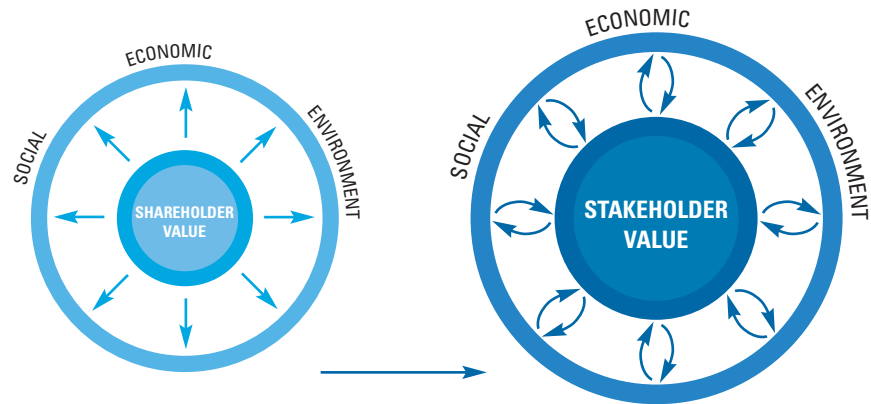 ECONOMIC
SOCIAL
ENVIRONMENT
SHAREHOLDER
VALUE
ECONOMIC
SOCIAL
ENVIRONMENT
STAKEHOLDER
VALUE